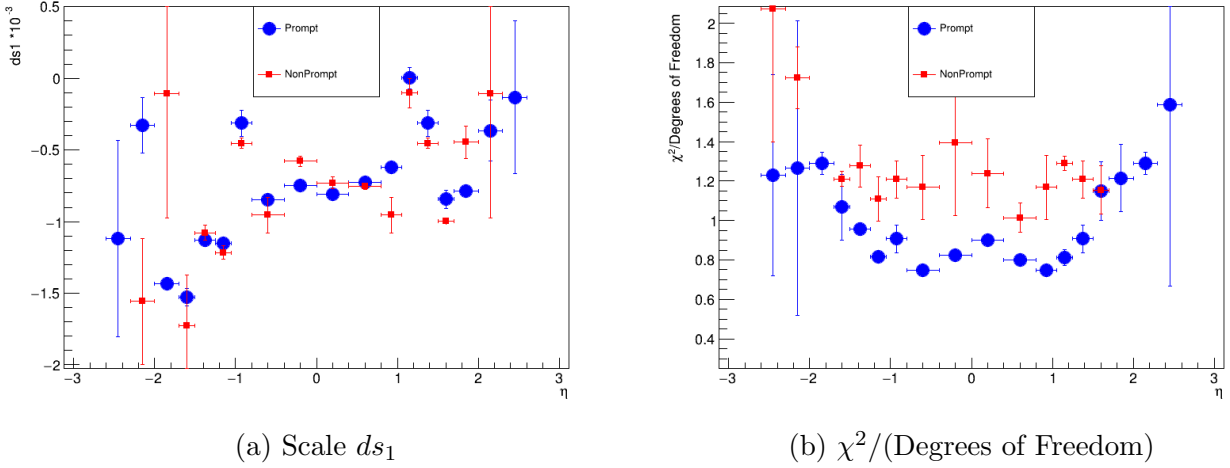 ds1 *10⁻³
0.5
0
−0.5
−1
−1.5
−2
−3
−2
−1
0
1
2
3
η
Prompt
NonPrompt
χ²/Degrees of Freedom
2
1.8
1.6
1.4
1.2
1
0.8
0.6
0.4
−3
−2
−1
0
1
2
3
η
Prompt
NonPrompt
(a) Scale ds₁
(b) χ²/(Degrees of Freedom)